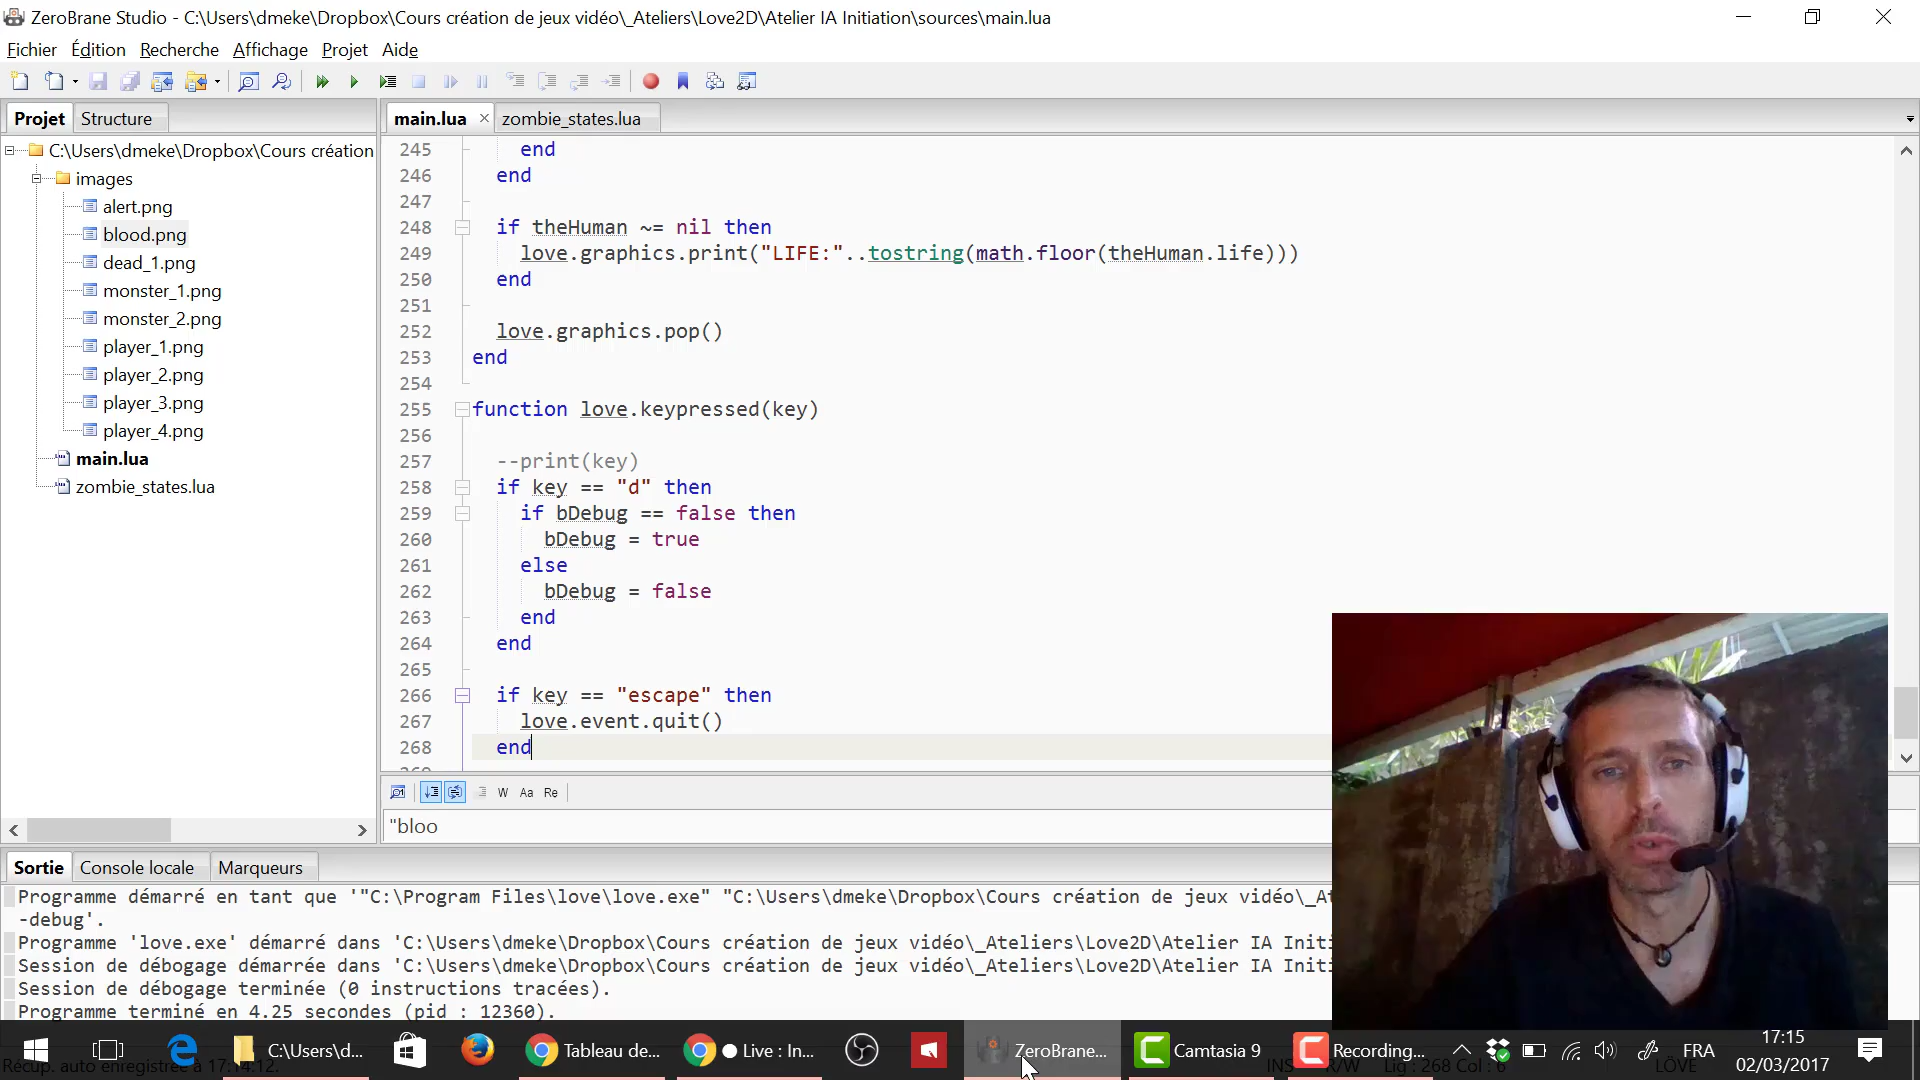 ZeroBrane Studio - C:\Users\dmeke\Dropbox\Cours création de jeux vidéo\_Ateliers\Love2D\Atelier IA Initiation\sources\main.lua
Fichier Édition Recherche Affichage Projet Aide
Projet Structure
C:\Users\dmeke\Dropbox\Cours création
images
alert.png
blood.png
dead_1.png
monster_1.png
monster_2.png
player_1.png
player_2.png
player_3.png
player_4.png
main.lua
zombie_states.lua
main.lua zombie_states.lua
245 end
246 end
247
248 if theHuman ~= nil then
249 love.graphics.print("LIFE:"..tostring(math.floor(theHuman.life)))
250 end
251
252 love.graphics.pop()
253 end
254
255 function love.keypressed(key)
256
257 --print(key)
258 if key == "d" then
259 if bDebug == false then
260 bDebug = true
261 else
262 bDebug = false
263 end
264 end
265
266 if key == "escape" then
267 love.event.quit()
268 end
W Aa Re
"bloo
Sortie Console locale Marqueurs
Programme démarré en tant que '"C:\Program Files\love\love.exe" "C:\Users\dmeke\Dropbox\Cours création de jeux vidéo\_At
-debug'.
Programme 'love.exe' démarré dans 'C:\Users\dmeke\Dropbox\Cours création de jeux vidéo\_Ateliers\Love2D\Atelier IA Initi
Session de débogage démarrée dans 'C:\Users\dmeke\Dropbox\Cours création de jeux vidéo\_Ateliers\Love2D\Atelier IA Initi
Session de débogage terminée (0 instructions tracées).
Programme terminé en 4.25 secondes (pid : 12360).
C:\Users\d... Tableau de... Live : In... ZeroBrane... Camtasia 9 Recording... FRA 17:15
02/03/2017